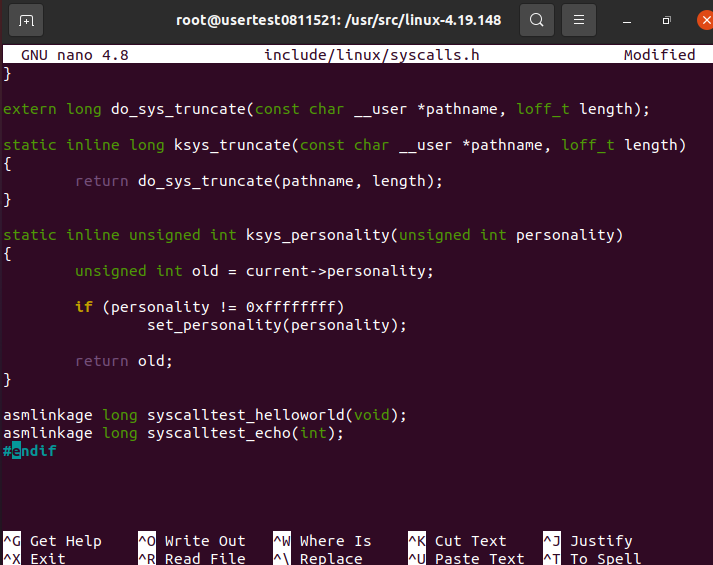 root@usertest0811521: /usr/src/linux-4.19.148
GNU nano 4.8 include/linux/syscalls.h Modified
}
extern long do_sys_truncate(const char __user *pathname, loff_t length);
static inline long ksys_truncate(const char __user *pathname, loff_t length)
{
return do_sys_truncate(pathname, length);
}
static inline unsigned int ksys_personality(unsigned int personality)
{
unsigned int old = current->personality;
if (personality != 0xffffffff)
set_personality(personality);
return old;
}
asmlinkage long syscalltest_helloworld(void);
asmlinkage long syscalltest_echo(int);
#endif
^G Get Help ^O Write Out ^W Where Is ^K Cut Text ^J Justify
^X Exit ^R Read File ^\ Replace ^U Paste Text ^T To Spell